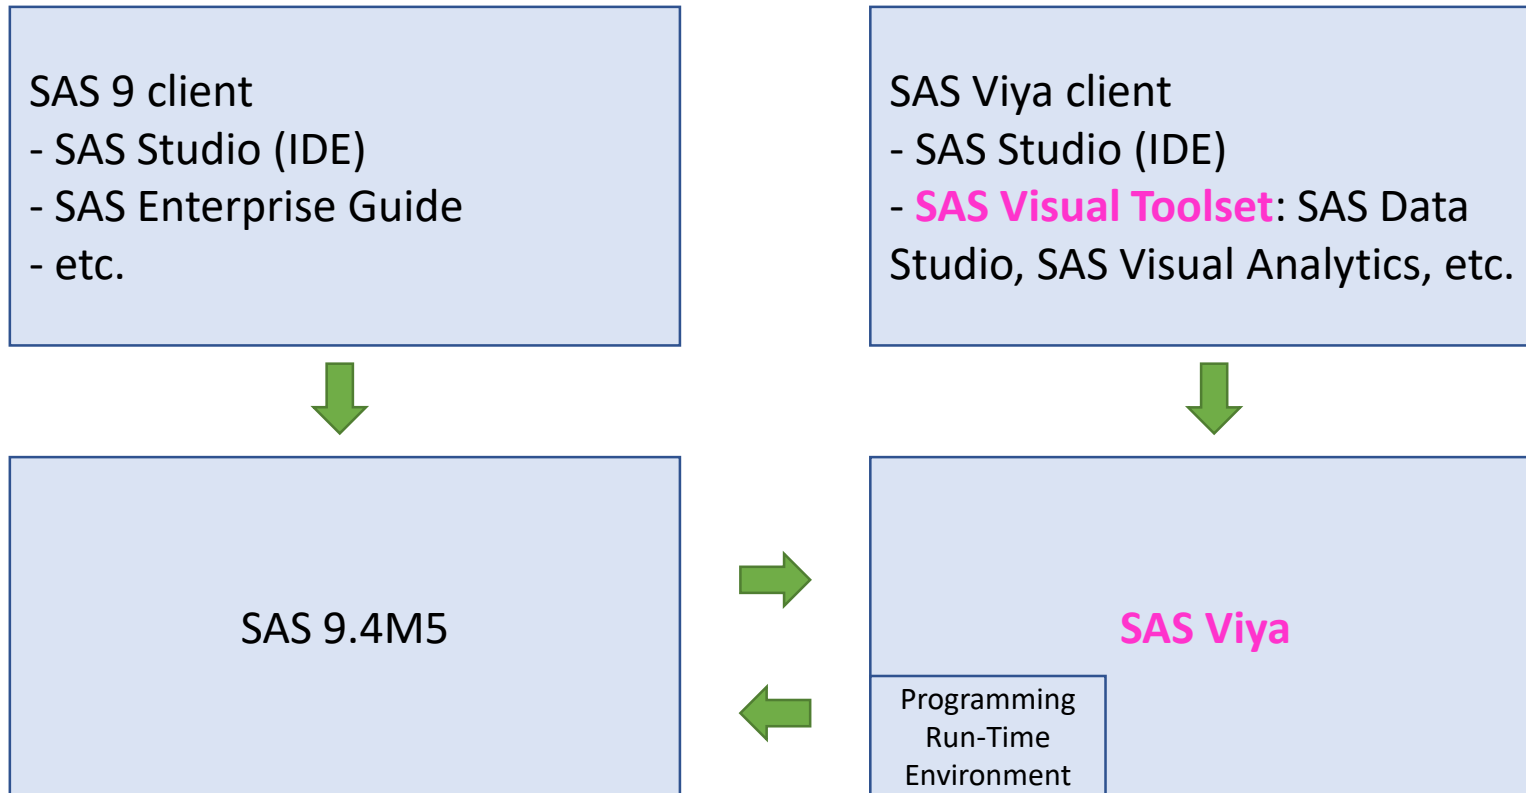 SAS 9 client
- SAS Studio (IDE)
- SAS Enterprise Guide
- etc.
SAS Viya client
- SAS Studio (IDE)
- SAS Visual Toolset: SAS Data
Studio, SAS Visual Analytics, etc.
SAS 9.4M5
SAS Viya
Programming
Run-Time
Environment